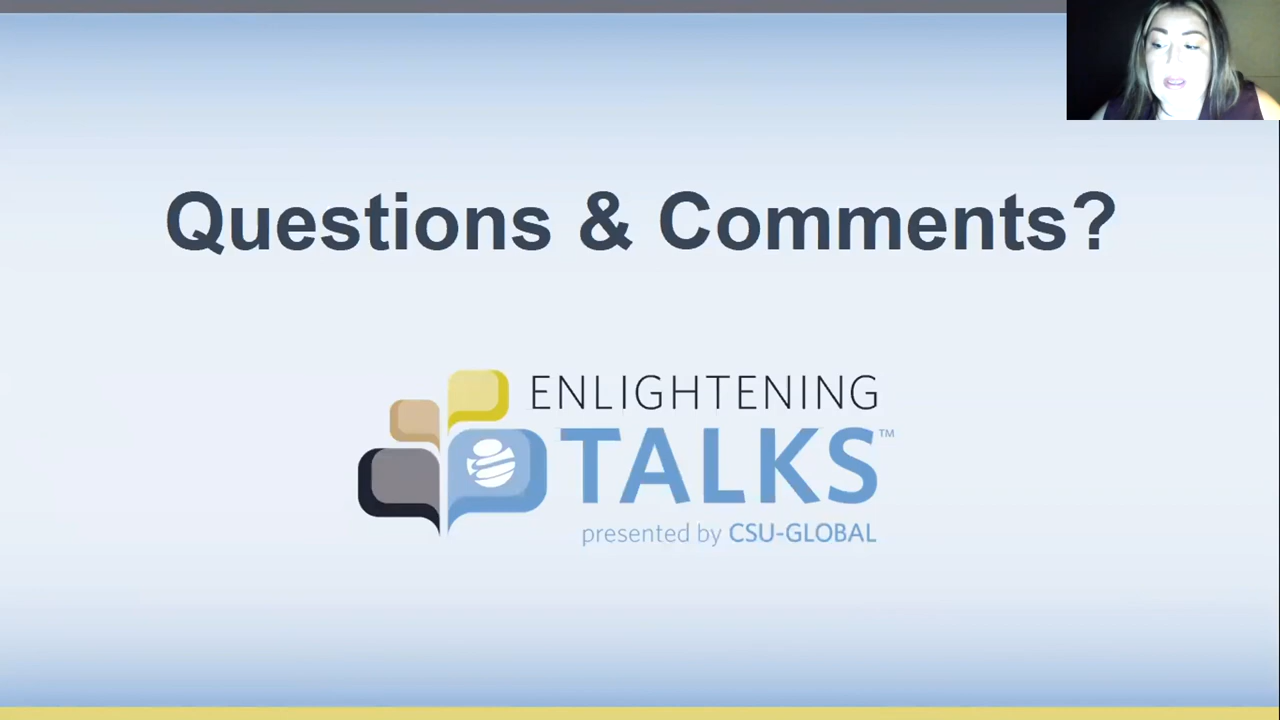 Questions & Comments?
ENLIGHTENING
TALKS™
presented by CSU-GLOBAL